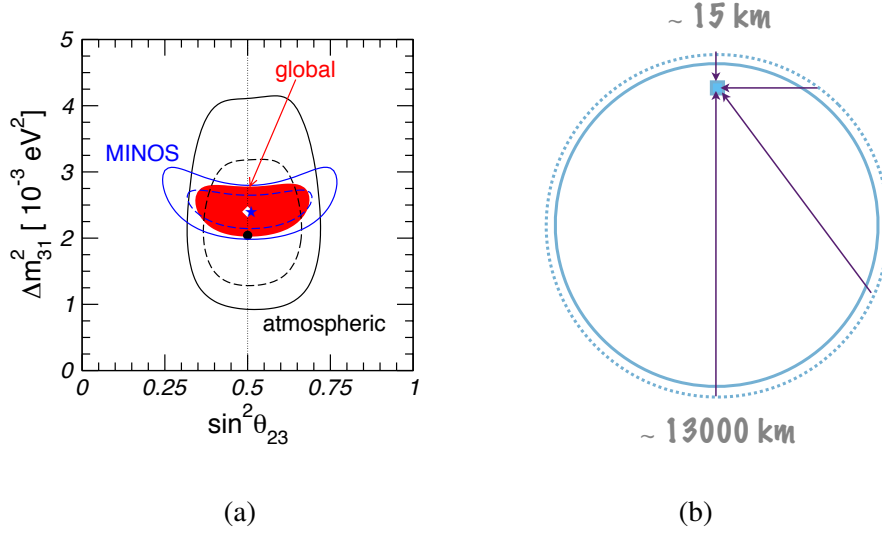 ~ 15 km
5
4
3
2
1
0
Δm²₃₁ [ 10⁻³ eV²]
global
MINOS
atmospheric
0
0.25
0.5
0.75
1
sin²θ₂₃
~ 13000 km
(a)
(b)